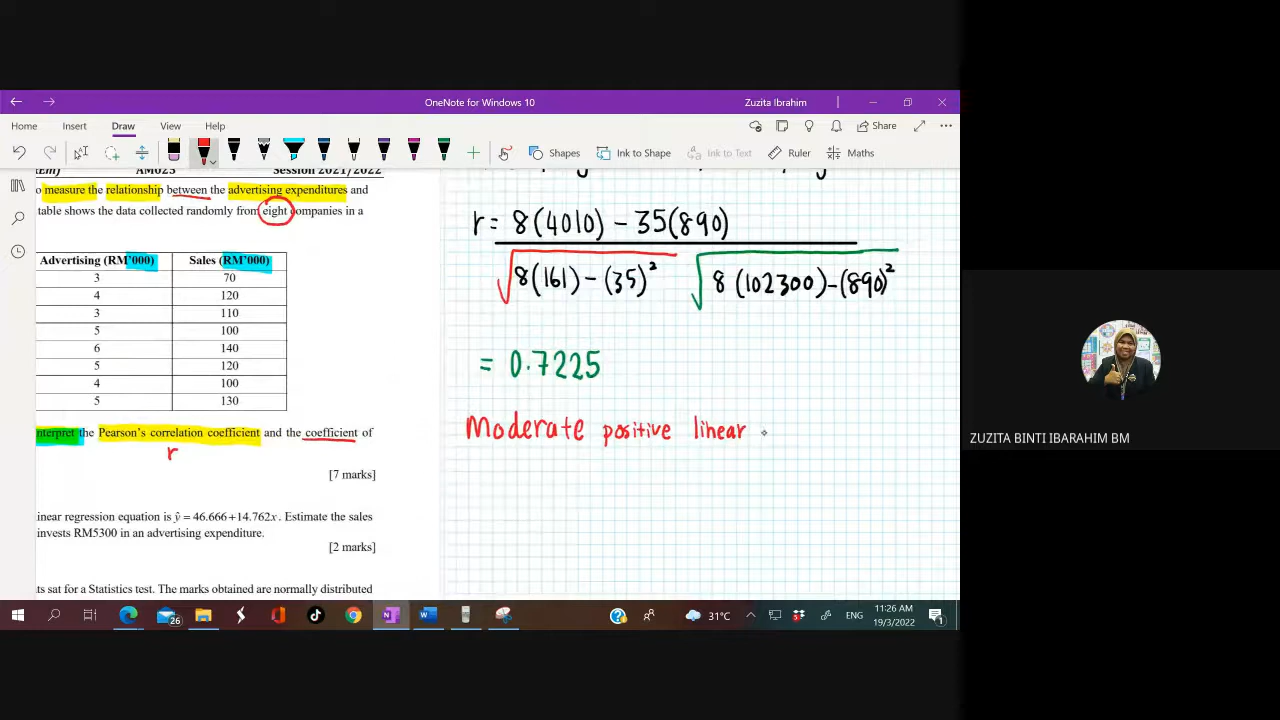 OneNote for Windows 10
Zuzita Ibrahim
Home Insert Draw View Help
Share
Shapes Ink to Shape Ink to Text Ruler Maths
AM025 Session 2021/2022
measure the relationship between the advertising expenditures and
table shows the data collected randomly from eight companies in a
Advertising (RM'000) Sales (RM'000)
3 70
4 120
3 110
5 100
6 140
5 120
4 100
5 130
nterpret the Pearson's correlation coefficient and the coefficient of
r
[7 marks]
inear regression equation is ŷ = 46.666+14.762x. Estimate the sales
invests RM5300 in an advertising expenditure.
[2 marks]
ts sat for a Statistics test. The marks obtained are normally distributed
r = 8(4010) – 35(890)
√8(161) – (35)² √8(102300) – (890)²
= 0.7225
Moderate positive linear
ZUZITA BINTI IBARAHIM BM
26
31°C
ENG
11:26 AM
19/3/2022